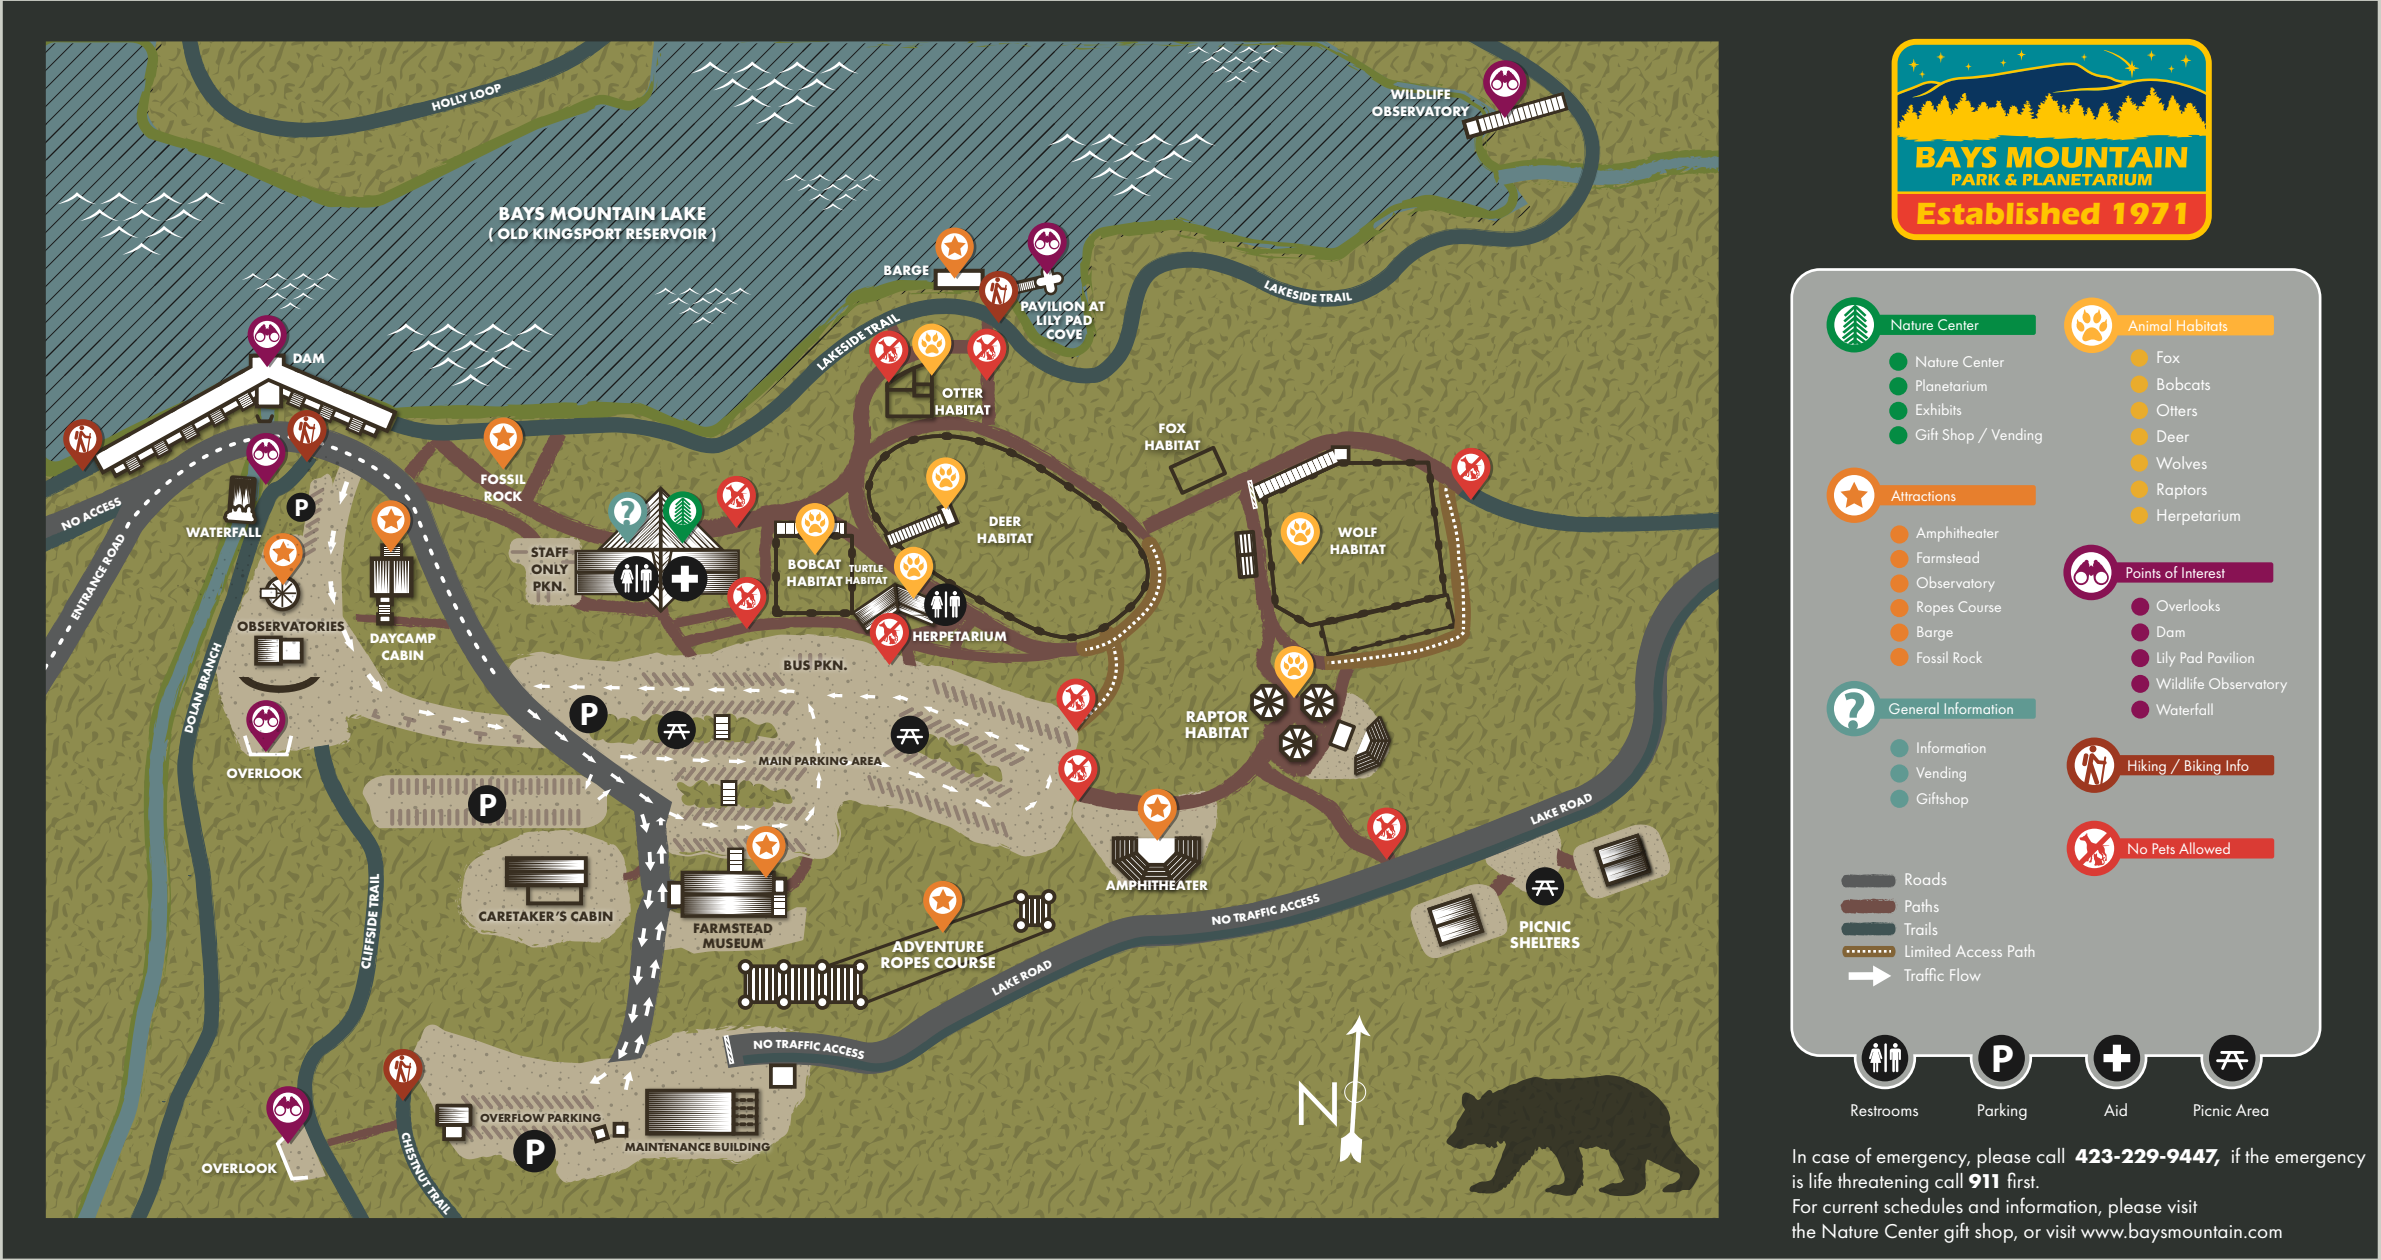 HOLLY LOOP
WILDLIFE
OBSERVATORY
BAYS MOUNTAIN LAKE
( OLD KINGSPORT RESERVOIR )
BARGE
PAVILION AT
LILY PAD
COVE
LAKESIDE TRAIL
LAKESIDE TRAIL
DAM
OTTER
HABITAT
FOX
HABITAT
FOSSIL
ROCK
NO ACCESS
WATERFALL
P
ENTRANCE ROAD
?
STAFF
ONLY
PKN.
DEER
HABITAT
WOLF
HABITAT
BOBCAT
HABITAT
TURTLE
HABITAT
HERPETARIUM
OBSERVATORIES
DAYCAMP
CABIN
DOLAN BRANCH
BUS PKN.
P
RAPTOR
HABITAT
OVERLOOK
MAIN PARKING AREA
P
LAKE ROAD
AMPHITHEATER
CLIFFSIDE TRAIL
CARETAKER'S CABIN
FARMSTEAD
MUSEUM
ADVENTURE
ROPES COURSE
NO TRAFFIC ACCESS
PICNIC
SHELTERS
LAKE ROAD
NO TRAFFIC ACCESS
OVERFLOW PARKING
P
MAINTENANCE BUILDING
OVERLOOK
CHESTNUT TRAIL
N
BAYS MOUNTAIN
PARK & PLANETARIUM
Established 1971
Nature Center
Nature Center
Planetarium
Exhibits
Gift Shop / Vending
Attractions
Amphitheater
Farmstead
Observatory
Ropes Course
Barge
Fossil Rock
?
General Information
Information
Vending
Giftshop
Roads
Paths
Trails
Limited Access Path
Traffic Flow
Animal Habitats
Fox
Bobcats
Otters
Deer
Wolves
Raptors
Herpetarium
Points of Interest
Overlooks
Dam
Lily Pad Pavilion
Wildlife Observatory
Waterfall
Hiking / Biking Info
No Pets Allowed
P
Restrooms
Parking
Aid
Picnic Area
In case of emergency, please call 423-229-9447, if the emergency
is life threatening call 911 first.
For current schedules and information, please visit
the Nature Center gift shop, or visit www.baysmountain.com